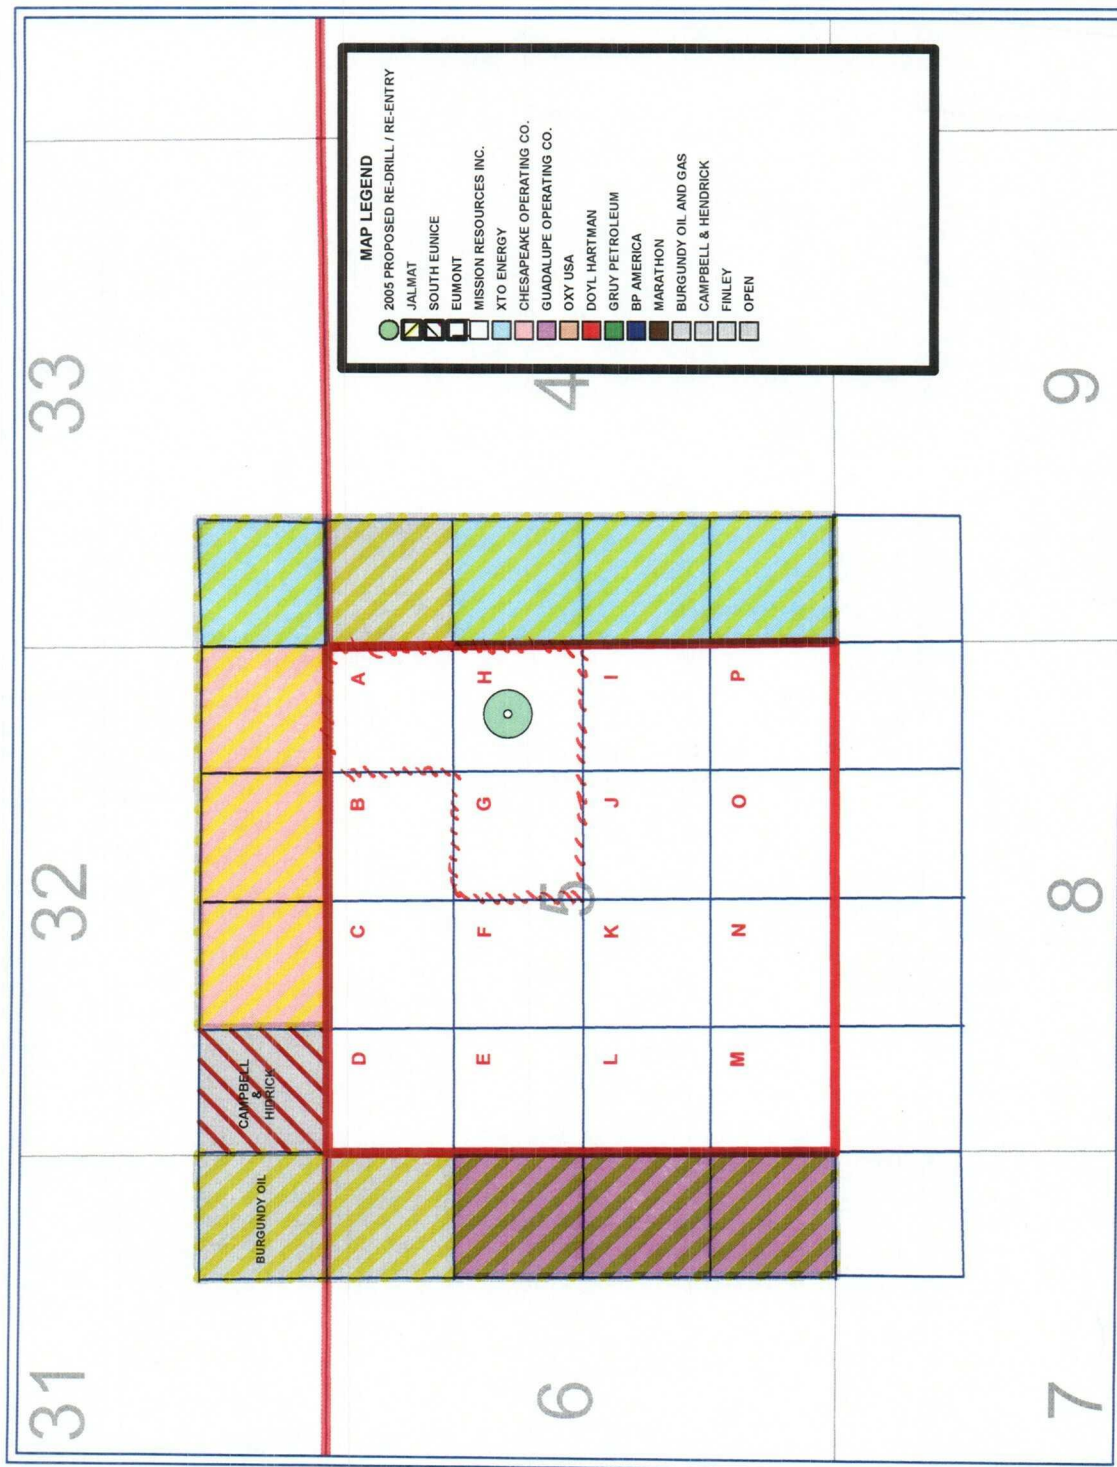 31
32
33
BURGUNDY OIL
CAMPBELL
&
HIDRICK
D
C
B
A
E
F
G
H
6
5
4
L
K
J
I
M
N
O
P
7
8
9
MAP LEGEND
2005 PROPOSED RE-DRILL / RE-ENTRY
JALMAT
SOUTH EUNICE
EUMONT
MISSION RESOURCES INC.
XTO ENERGY
CHESAPEAKE OPERATING CO.
GUADALUPE OPERATING CO.
OXY USA
DOYL HARTMAN
GRUY PETROLEUM
BP AMERICA
MARATHON
BURGUNDY OIL AND GAS
CAMPBELL & HENDRICK
FINLEY
OPEN